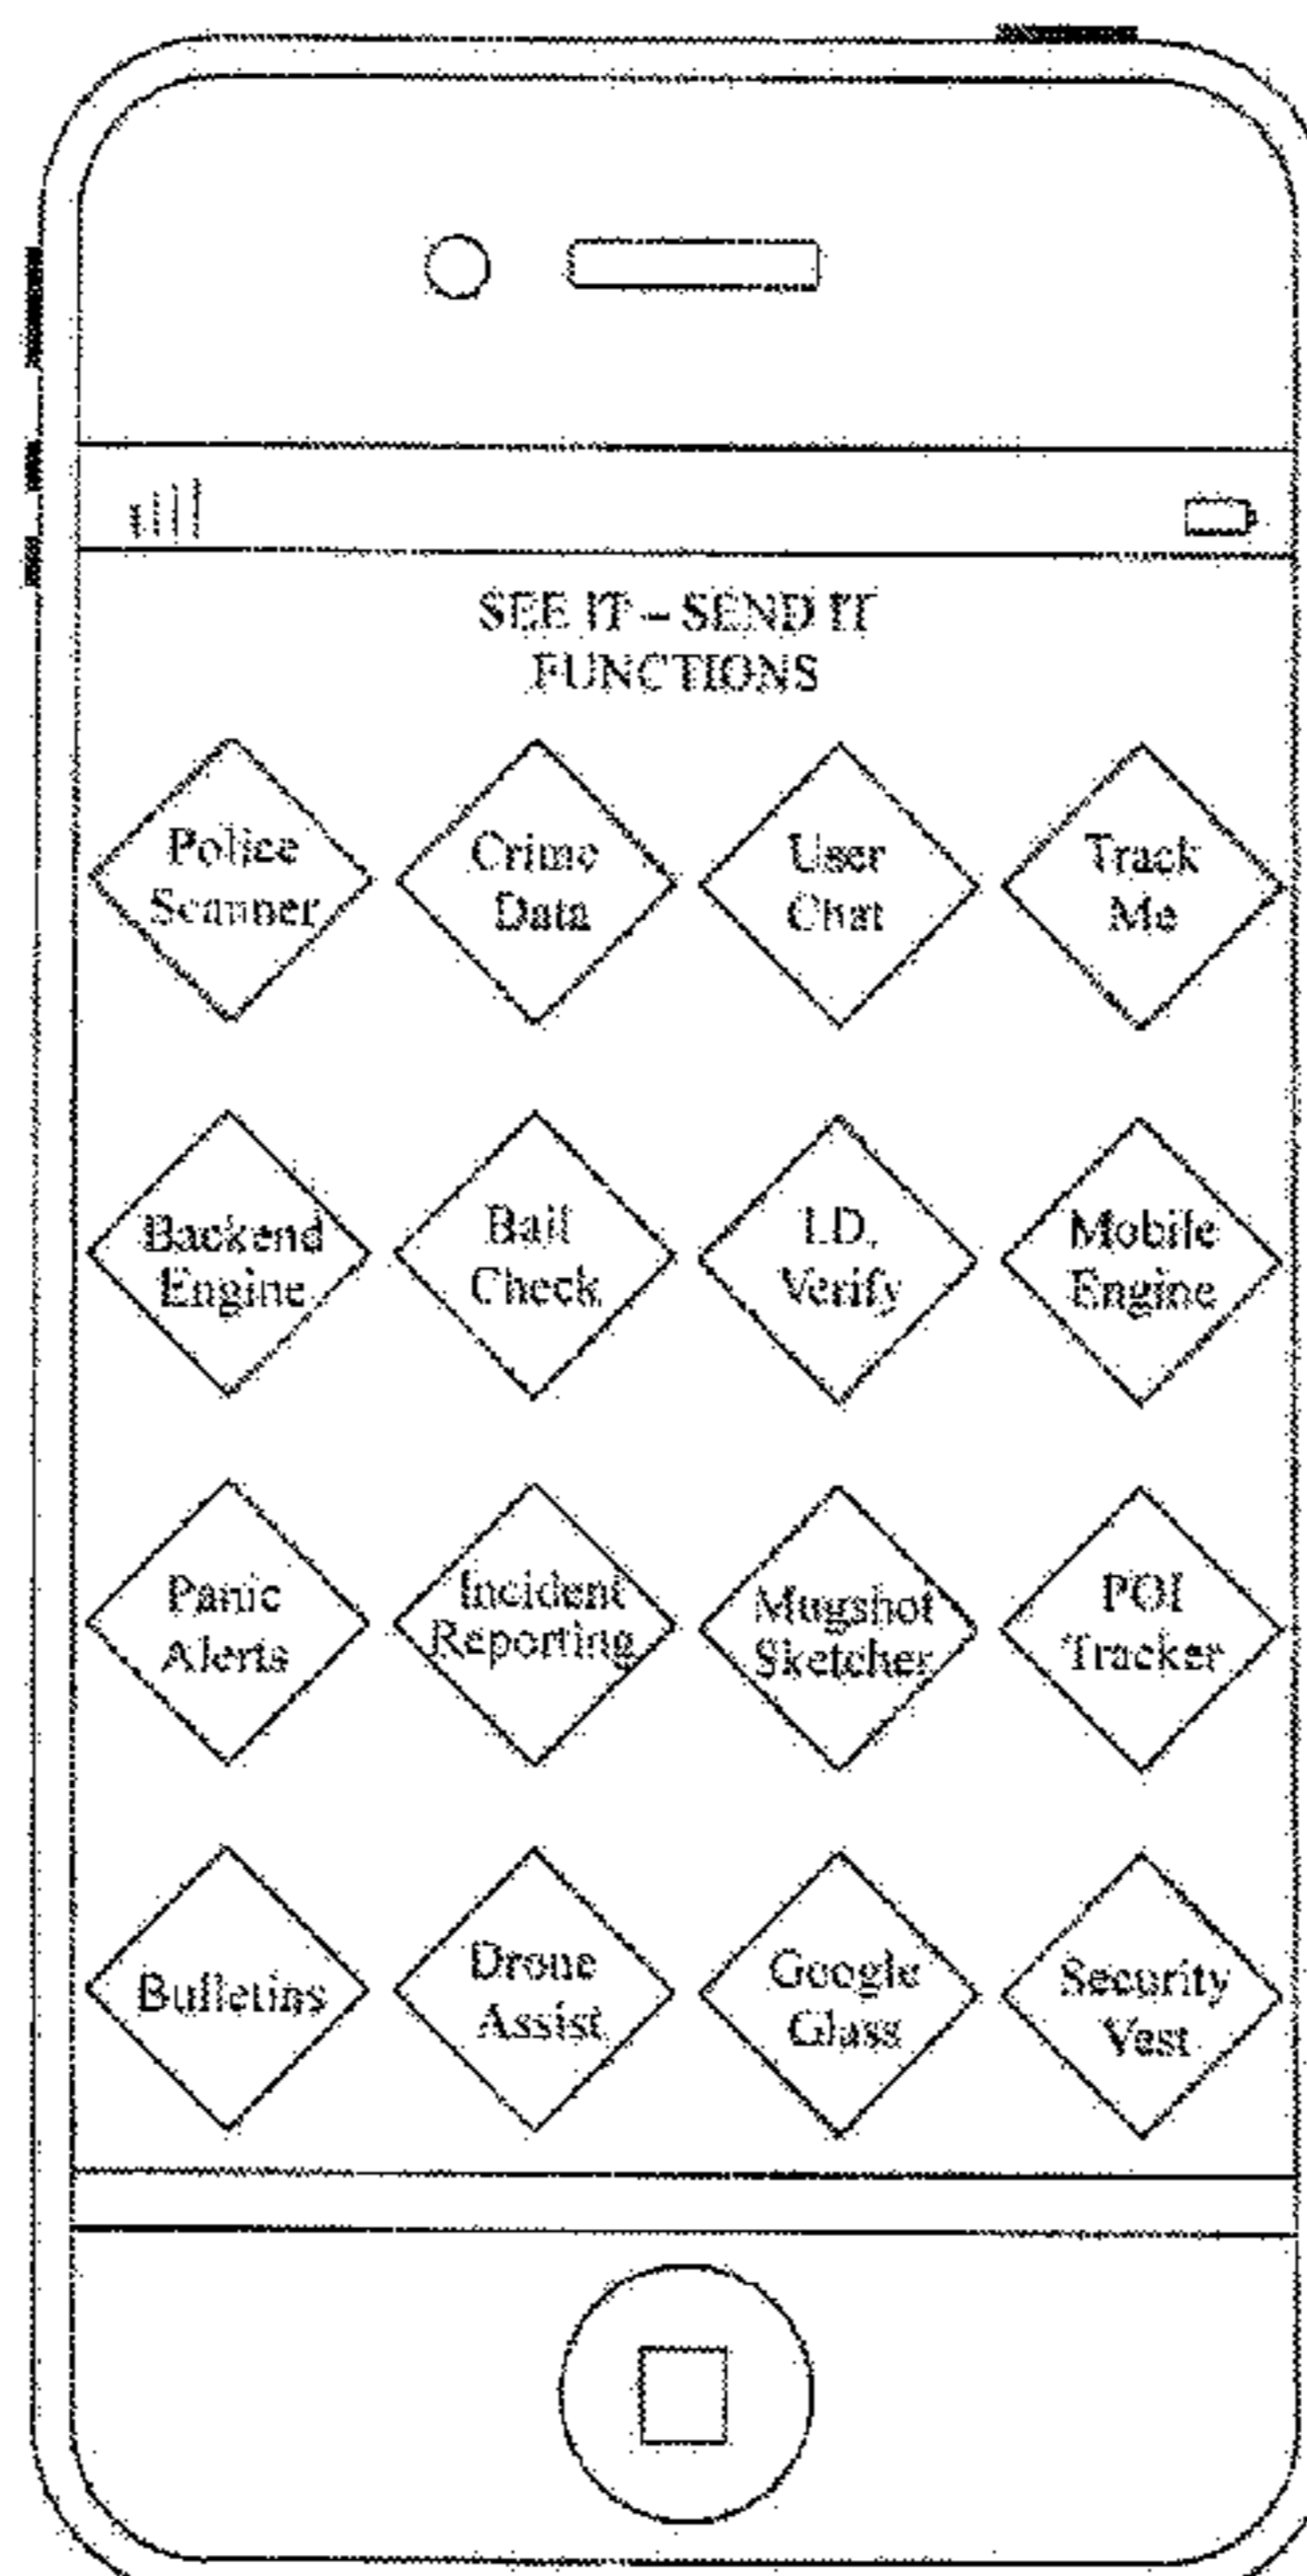 SEE IT – SEND IT
FUNCTIONS
Police
Scanner
Crime
Data
User
Chat
Track
Me
Backend
Engine
Bail
Check
I.D.
Verify
Mobile
Engine
Panic
Alerts
Incident
Reporting
Mugshot
Sketcher
POI
Tracker
Bulletins
Drone
Assist
Google
Glass
Security
Vest